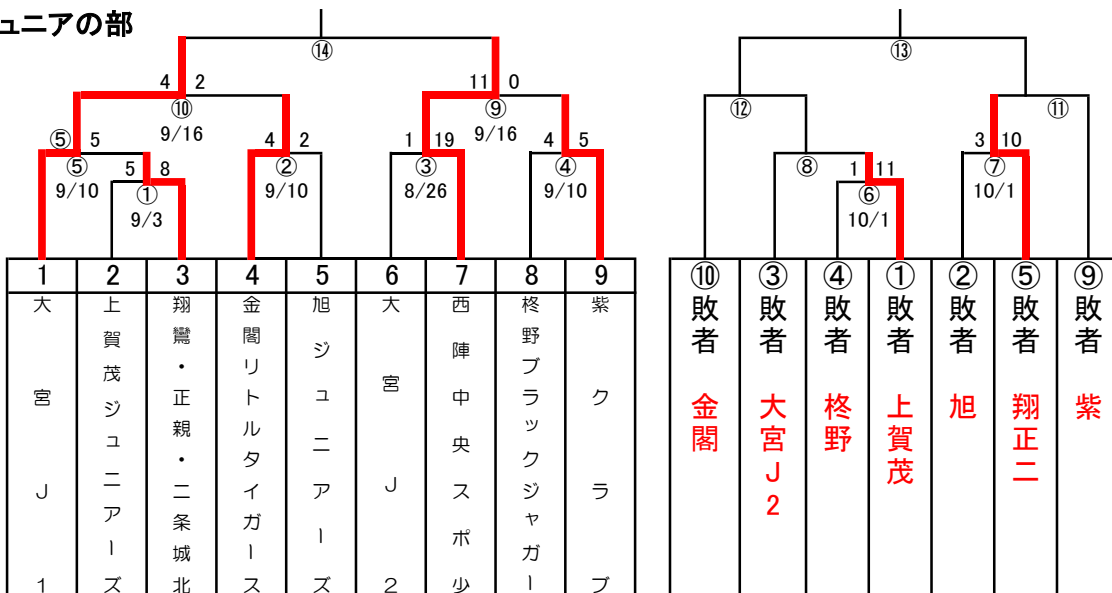 ュニアの部
⑭
⑬
4 2
11 0
⑩
⑨
⑫
⑪
9/16
9/16
⑤ 5
4 2
1 19
4 5
3 10
⑤
②
③
④
⑧
⑦
9/10
5 8
9/10
8/26
9/10
1 11
10/1
①
⑥
9/3
10/1
1 2 3 4 5 6 7 8 9
大宮J1
上賀茂ジュニアーズ
翔鸞・正親・二条城北
金閣リトルタイガース
旭ジュニアーズ
大宮J2
西陣中央スポ少
柊野ブラックジャガー
紫クラブ
⑩敗者 金閣
③敗者 大宮J2
④敗者 柊野
①敗者 上賀茂
②敗者 旭
⑤敗者 翔正二
⑨敗者 紫